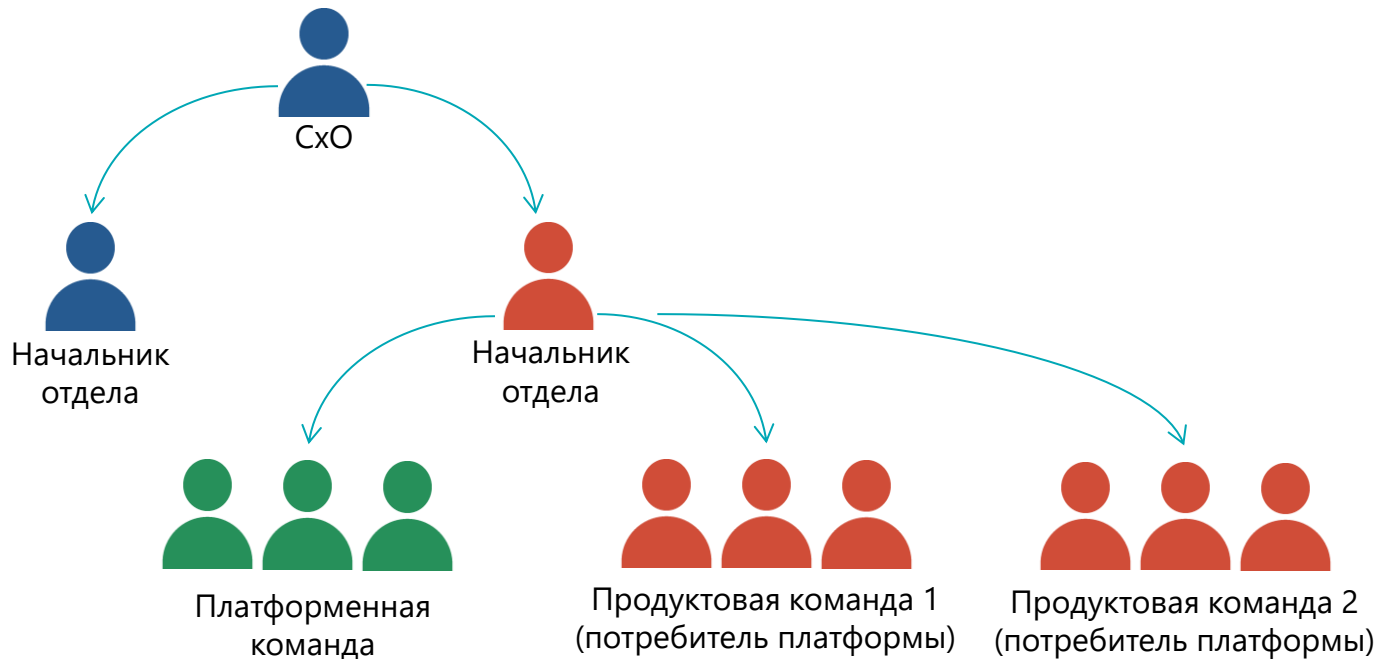 CxO
Начальник
отдела
Начальник
отдела
Платформенная
команда
Продуктовая команда 1
(потребитель платформы)
Продуктовая команда 2
(потребитель платформы)